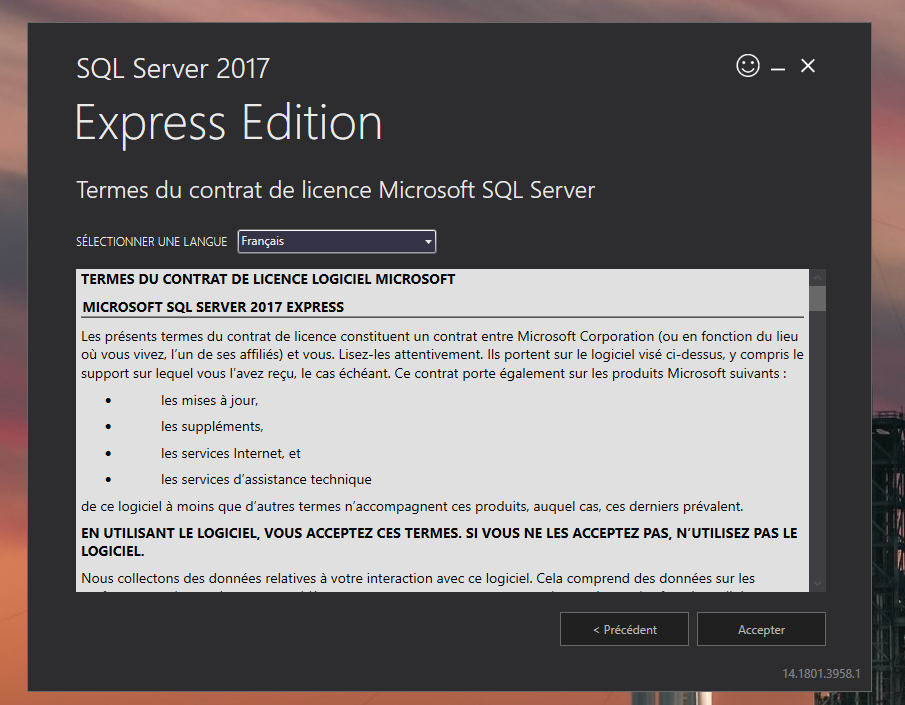 SQL Server 2017
Express Edition
Termes du contrat de licence Microsoft SQL Server
SÉLECTIONNER UNE LANGUE Français
TERMES DU CONTRAT DE LICENCE LOGICIEL MICROSOFT
MICROSOFT SQL SERVER 2017 EXPRESS
Les présents termes du contrat de licence constituent un contrat entre Microsoft Corporation (ou en fonction du lieu
où vous vivez, l’un de ses affiliés) et vous. Lisez-les attentivement. Ils portent sur le logiciel visé ci-dessus, y compris le
support sur lequel vous l’avez reçu, le cas échéant. Ce contrat porte également sur les produits Microsoft suivants :
• les mises à jour,
• les suppléments,
• les services Internet, et
• les services d’assistance technique
de ce logiciel à moins que d’autres termes n’accompagnent ces produits, auquel cas, ces derniers prévalent.
EN UTILISANT LE LOGICIEL, VOUS ACCEPTEZ CES TERMES. SI VOUS NE LES ACCEPTEZ PAS, N’UTILISEZ PAS LE
LOGICIEL.
Nous collectons des données relatives à votre interaction avec ce logiciel. Cela comprend des données sur les
< Précédent
Accepter
14.1801.3958.1